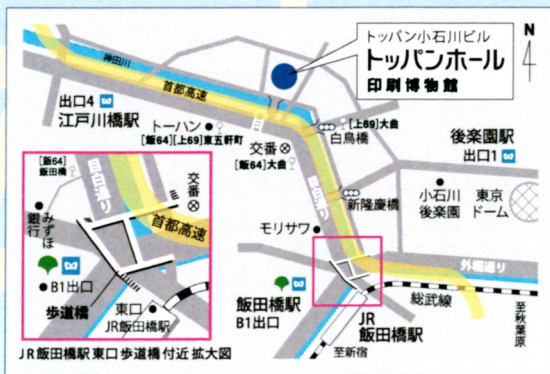 トッパン小石川ビル
トッパンホール
印刷博物館
N
神田川
首都高速
出口4
江戸川橋駅
トーハン
[飯64][上69]東五軒町
交番
[飯64]大曲
[上69]大曲
白鳥橋
後楽園駅
出口1
目白通り
新隆慶橋
小石川
後楽園
東京
ドーム
モリサワ
外堀通り
飯田橋駅
B1出口
総武線
JR
飯田橋駅
至新宿
至秋葉原
[飯64]
飯田橋
目白通り
交番
みずほ
銀行
首都高速
B1出口
歩道橋
東口
JR飯田橋駅
JR飯田橋駅東口歩道橋付近 拡大図